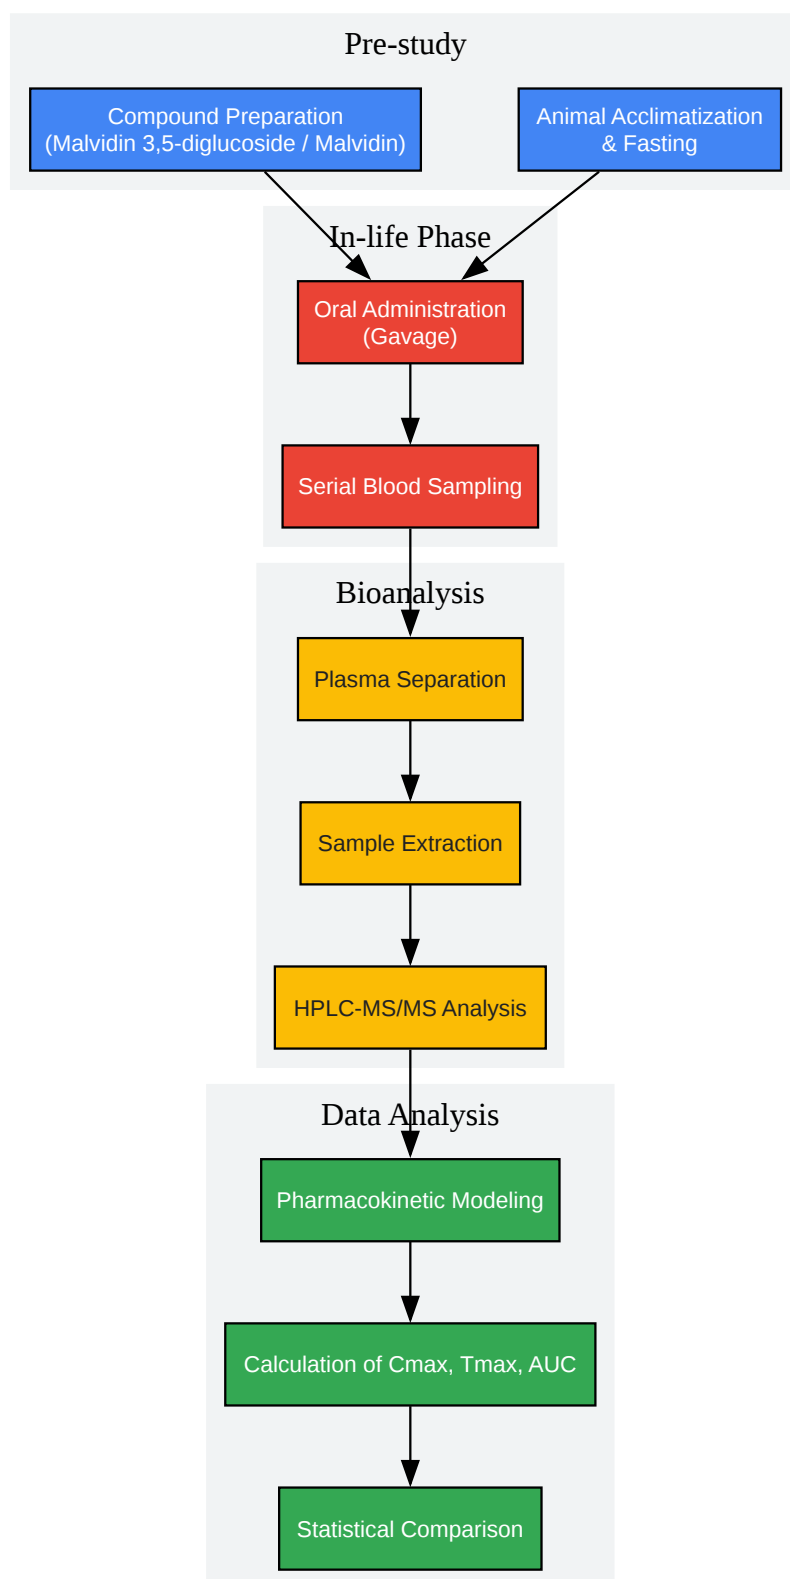 Pre-study
Compound Preparation
(Malvidin 3,5-diglucoside / Malvidin)
Animal Acclimatization
& Fasting
In-life Phase
Oral Administration
(Gavage)
Serial Blood Sampling
Bioanalysis
Plasma Separation
Sample Extraction
HPLC-MS/MS Analysis
Data Analysis
Pharmacokinetic Modeling
Calculation of Cmax, Tmax, AUC
Statistical Comparison